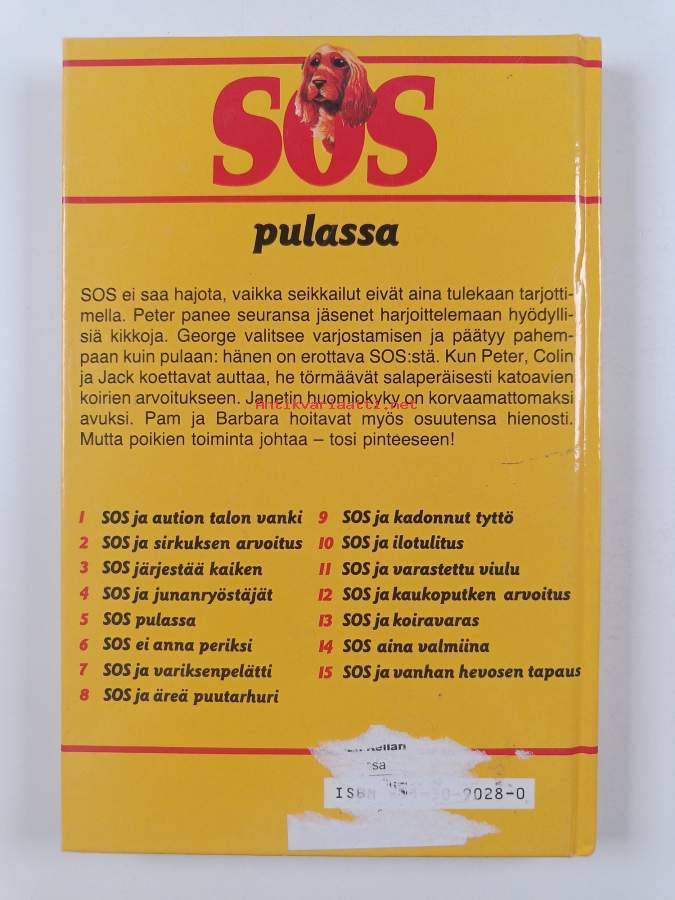 SOS
pulassa
SOS ei saa hajota, vaikka seikkailut eivät aina tulekaan tarjotti-
mella. Peter panee seuransa jäsenet harjoittelemaan hyödylli-
siä kikkoja. George valitsee varjostamisen ja päätyy pahem-
paan kuin pulaan: hänen on erottava SOS:stä. Kun Peter, Colin
ja Jack koettavat auttaa, he törmäävät salaperäisesti katoavien
koirien arvoitukseen. Janetin huomiokyky on korvaamattomaksi
Antikvariaatti.net
avuksi. Pam ja Barbara hoitavat myös osuutensa hienosti.
Mutta poikien toiminta johtaa – tosi pinteeseen!
1 SOS ja aution talon vanki
2 SOS ja sirkuksen arvoitus
3 SOS järjestää kaiken
4 SOS ja junanryöstäjät
5 SOS pulassa
6 SOS ei anna periksi
7 SOS ja variksenpelätti
8 SOS ja äreä puutarhuri
9 SOS ja kadonnut tyttö
10 SOS ja ilotulitus
11 SOS ja varastettu viulu
12 SOS ja kaukoputken arvoitus
13 SOS ja koiravaras
14 SOS aina valmiina
15 SOS ja vanhan hevosen tapaus
ISBN 9028-0